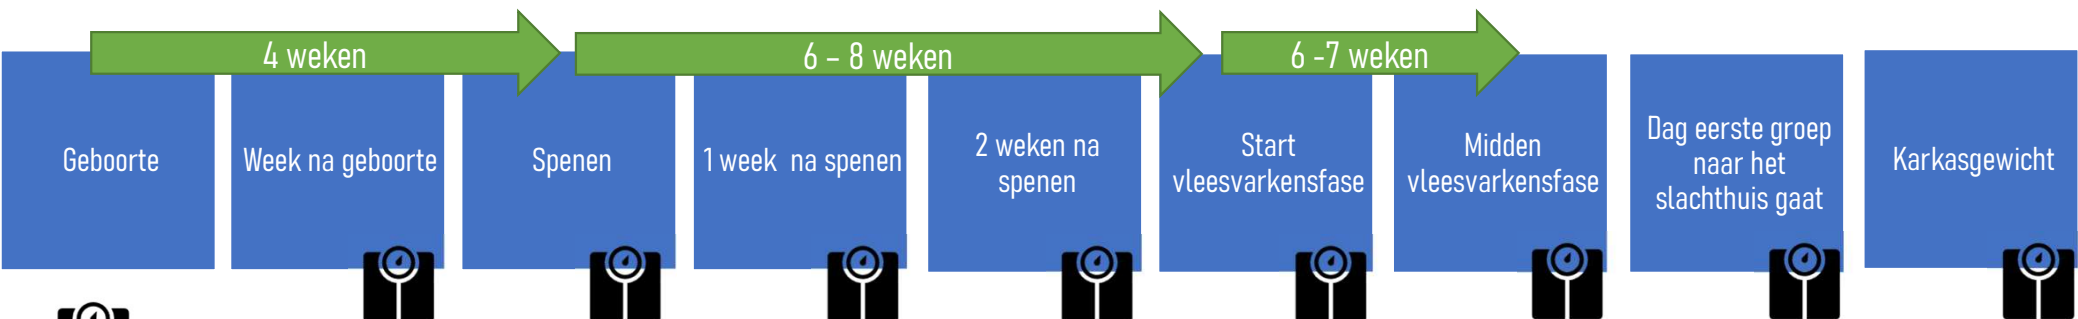 4 weken
6 – 8 weken
6 -7 weken
Geboorte
Week na geboorte
Spenen
1 week na spenen
2 weken na
spenen
Start
vleesvarkensfase
Midden
vleesvarkensfase
Dag eerste groep
naar het
slachthuis gaat
Karkasgewicht